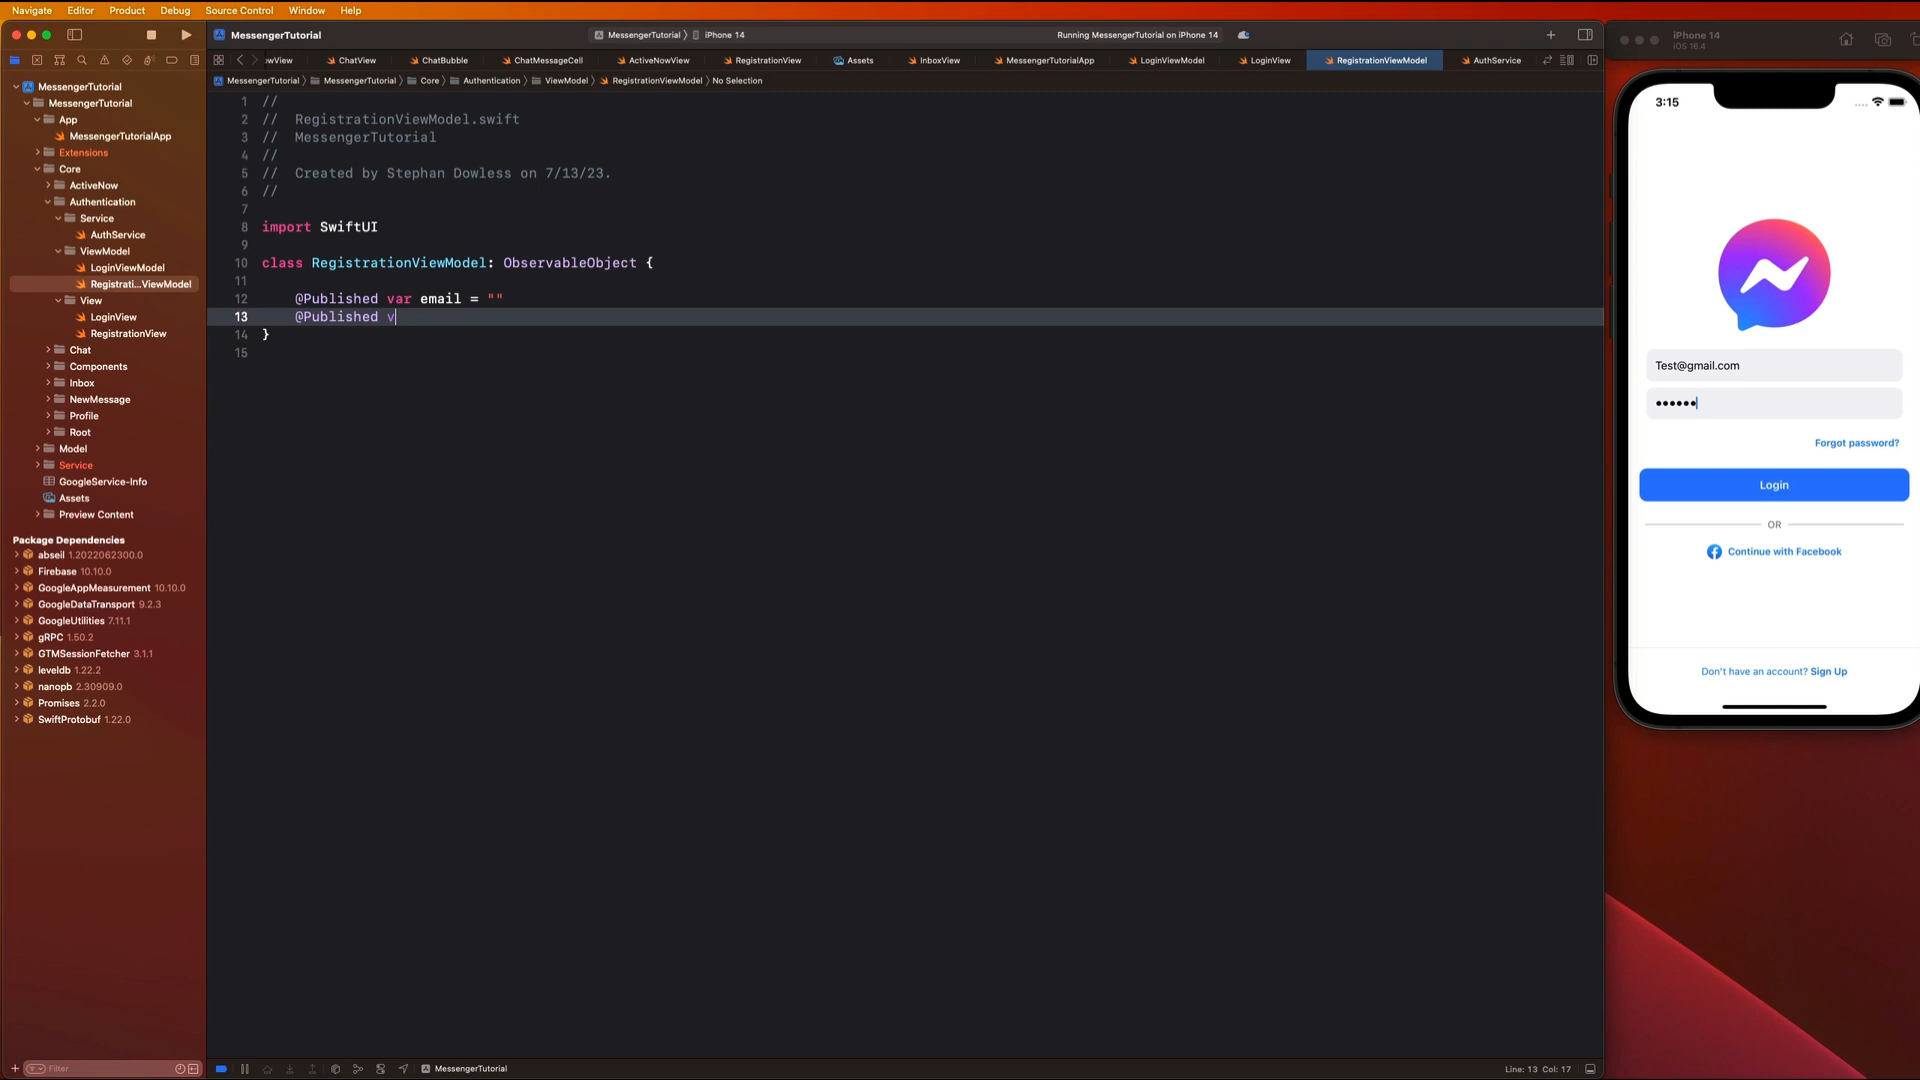 Navigate Editor Product Debug Source Control Window Help
MessengerTutorial
MessengerTutorial 〉 iPhone 14
Running MessengerTutorial on iPhone 14
wView ChatView ChatBubble ChatMessageCell ActiveNowView RegistrationView Assets InboxView MessengerTutorialApp LoginViewModel LoginView RegistrationViewModel AuthService
MessengerTutorial 〉 MessengerTutorial 〉 Core 〉 Authentication 〉 ViewModel 〉 RegistrationViewModel 〉 No Selection
MessengerTutorial
MessengerTutorial
App
MessengerTutorialApp
Extensions
Core
ActiveNow
Authentication
Service
AuthService
ViewModel
LoginViewModel
Registrati...ViewModel
View
LoginView
RegistrationView
Chat
Components
Inbox
NewMessage
Profile
Root
Model
Service
GoogleService-Info
Assets
Preview Content
Package Dependencies
abseil 1.2022062300.0
Firebase 10.10.0
GoogleAppMeasurement 10.10.0
GoogleDataTransport 9.2.3
GoogleUtilities 7.11.1
gRPC 1.50.2
GTMSessionFetcher 3.1.1
leveldb 1.22.2
nanopb 2.30909.0
Promises 2.2.0
SwiftProtobuf 1.22.0
Filter
1 //
2 // RegistrationViewModel.swift
3 // MessengerTutorial
4 //
5 // Created by Stephan Dowless on 7/13/23.
6 //
7
8 import SwiftUI
9
10 class RegistrationViewModel: ObservableObject {
11
12 @Published var email = ""
13 @Published v
14 }
15
MessengerTutorial
Line: 13 Col: 17
iPhone 14
iOS 16.4
3:15
Test@gmail.com
••••••
Forgot password?
Login
OR
Continue with Facebook
Don't have an account? Sign Up